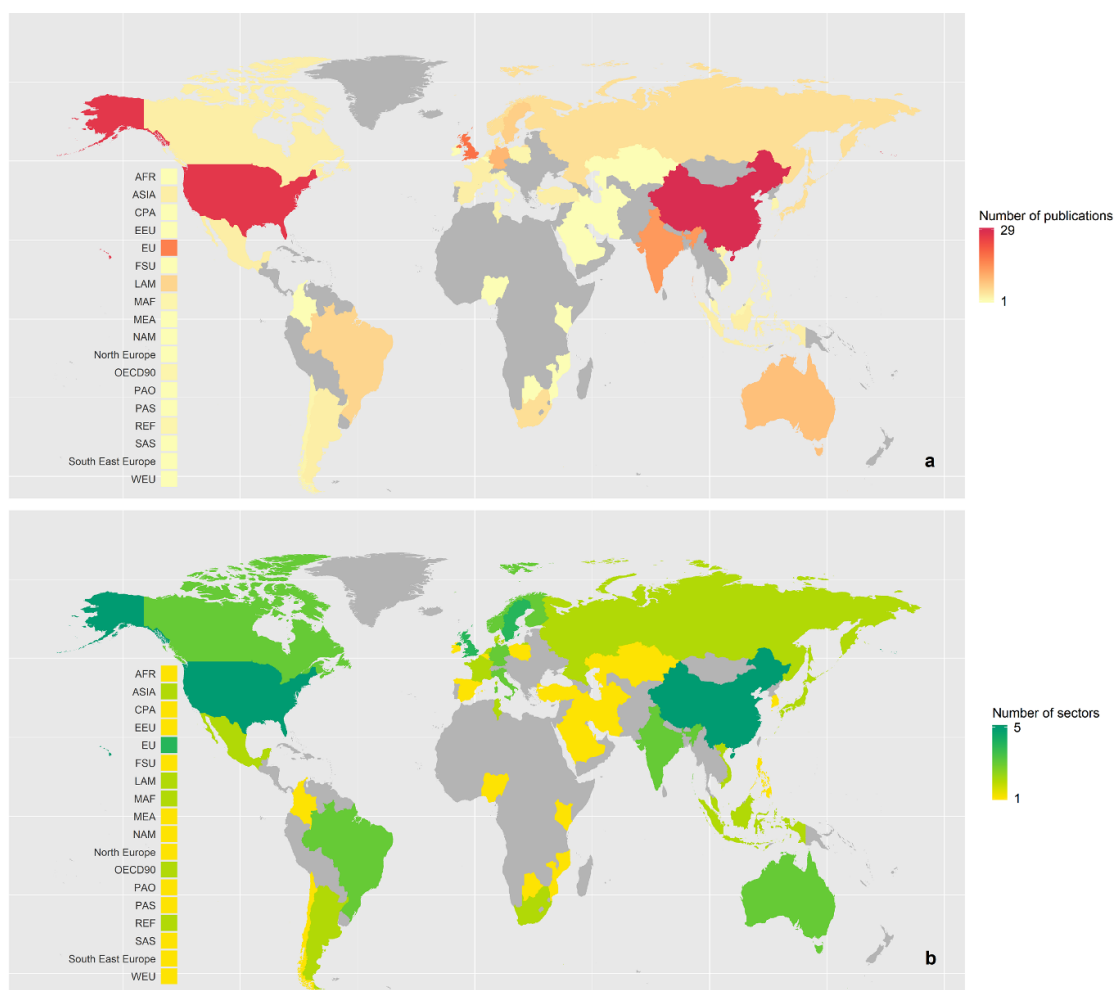 AFR
ASIA
CPA
EEU
EU
FSU
LAM
MAF
MEA
NAM
North Europe
OECD90
PAO
PAS
REF
SAS
South East Europe
WEU
a
Number of publications
29
1
AFR
ASIA
CPA
EEU
EU
FSU
LAM
MAF
MEA
NAM
North Europe
OECD90
PAO
PAS
REF
SAS
South East Europe
WEU
b
Number of sectors
5
1